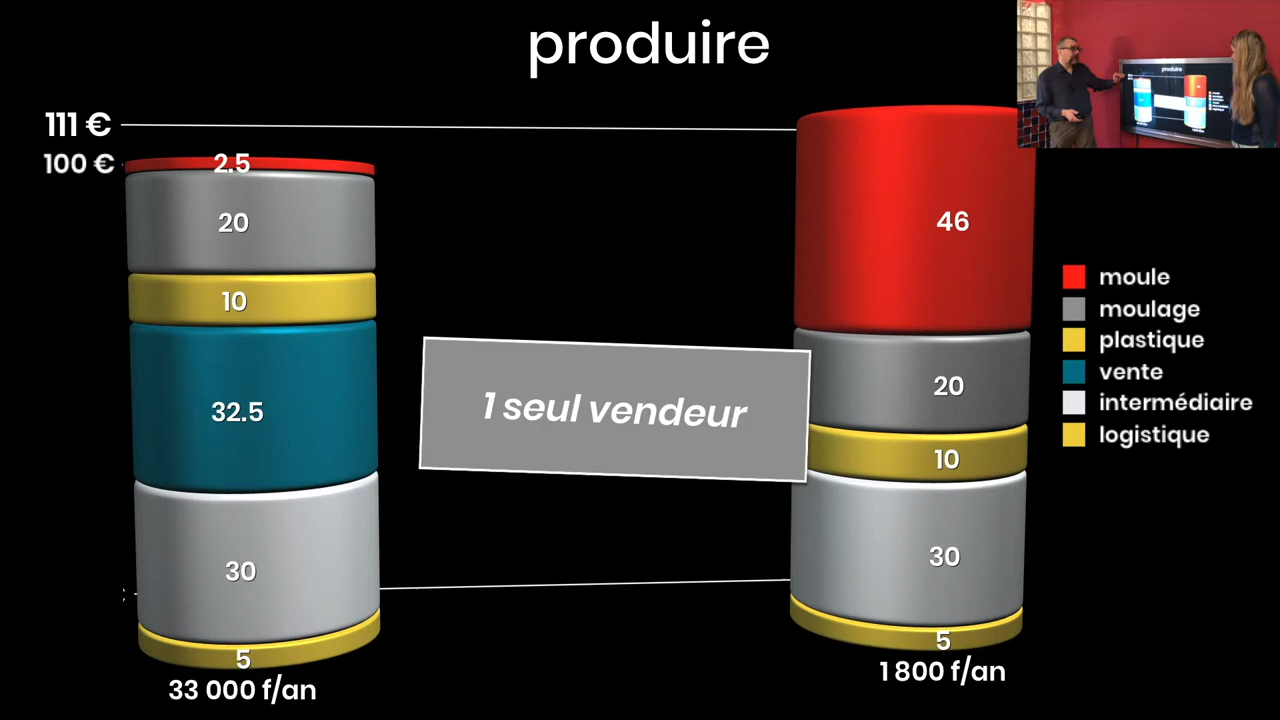 produire
111 €
100 €
2.5
20
10
32.5
30
5
33 000 f/an
1 seul vendeur
46
20
10
30
5
1 800 f/an
moule
moulage
plastique
vente
intermédiaire
logistique
produire